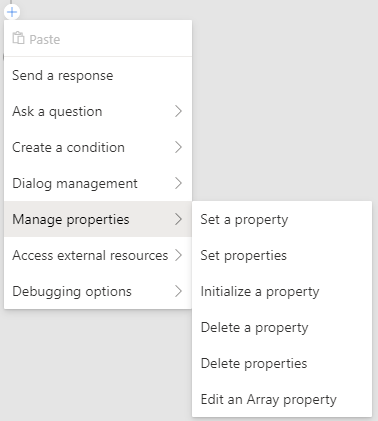 Paste
Send a response
Ask a question
Create a condition
Dialog management
Manage properties
Access external resources
Debugging options
Set a property
Set properties
Initialize a property
Delete a property
Delete properties
Edit an Array property